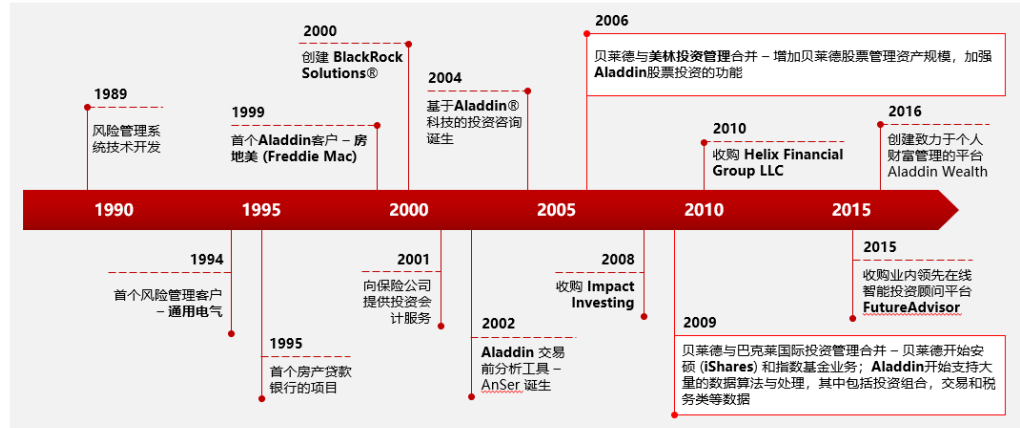 1989
风险管理系
统技术开发
1999
首个Aladdin客户 – 房
地美 (Freddie Mac)
2000
创建 BlackRock
Solutions®
2004
基于Aladdin®
科技的投资咨询
诞生
2006
贝莱德与美林投资管理合并 – 增加贝莱德股票管理资产规模，加强
Aladdin股票投资的功能
2010
收购 Helix Financial
Group LLC
2016
创建致力于个人
财富管理的平台
Aladdin Wealth
1990 1995 2000 2005 2010 2015
1994
首个风险管理客户
– 通用电气
1995
首个房产贷款
银行的项目
2001
向保险公司
提供投资会
计服务
2002
Aladdin 交易
前分析工具 –
AnSer 诞生
2008
收购 Impact
Investing
2009
贝莱德与巴克莱国际投资管理合并 – 贝莱德开始安
硕 (iShares) 和指数基金业务；Aladdin开始支持大
量的数据算法与处理，其中包括投资组合，交易和税
务类等数据
2015
收购业内领先在线
智能投资顾问平台
FutureAdvisor